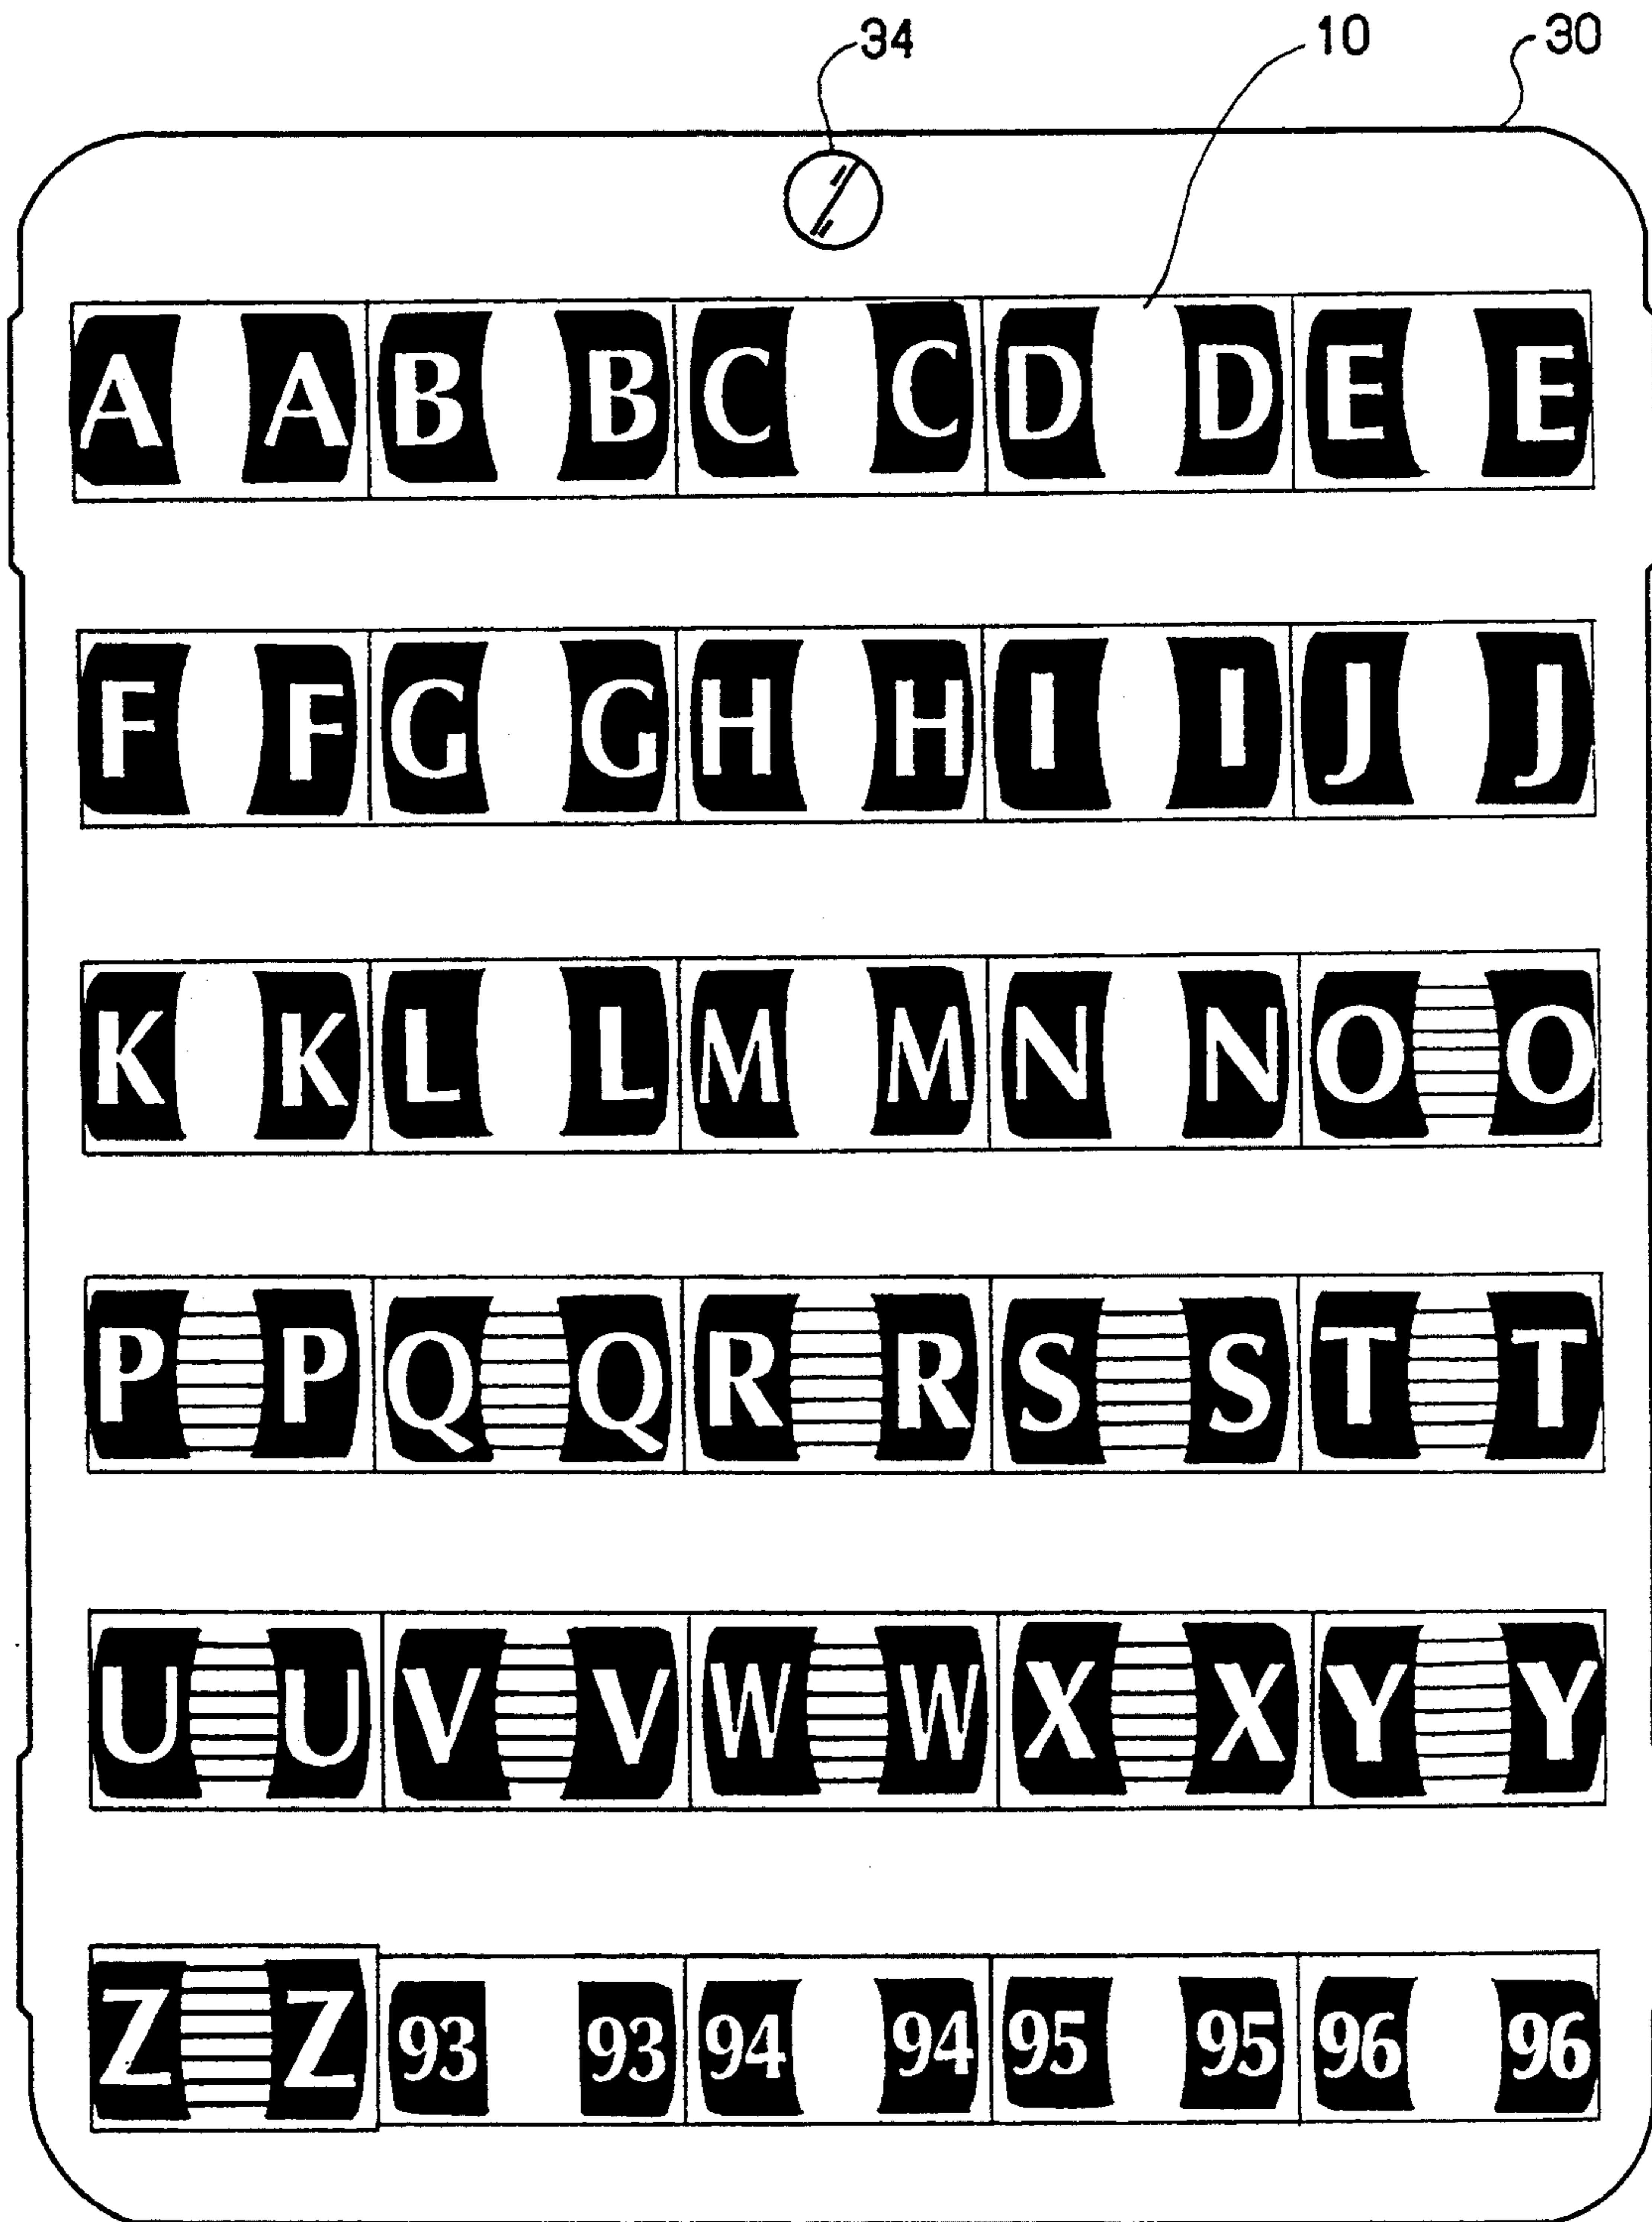 34 10 30
A A B B C C D D E E
F F G G H H I I J J
K K L L M M N N O O
P P Q Q R R S S T T
U U V V W W X X Y Y
Z Z 93 93 94 94 95 95 96 96